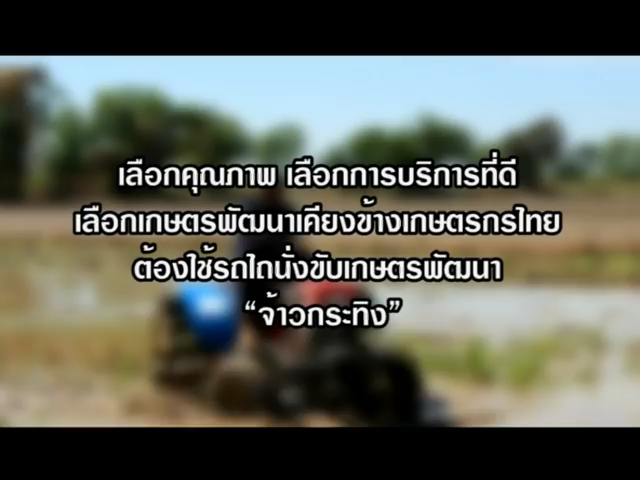 เลือกคุณภาพ เลือกการบริการที่ดี
เลือกเกษตรพัฒนาเคียงข้างเกษตรกรไทย
ต้องใช้รถไถนั่งขับเกษตรพัฒนา
“จ้าวกระทิง”